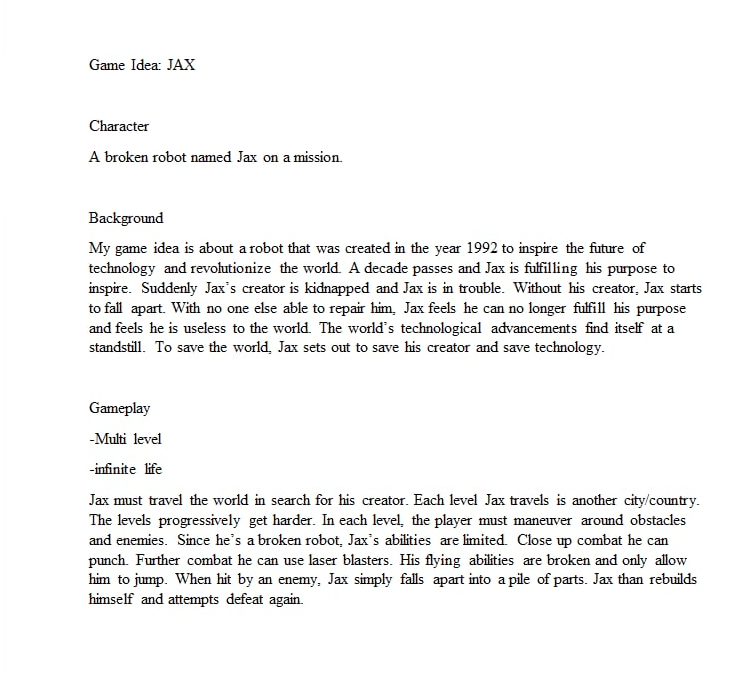 Game Idea: JAX
Character
A broken robot named Jax on a mission.
Background
My game idea is about a robot that was created in the year 1992 to inspire the future of
technology and revolutionize the world. A decade passes and Jax is fulfilling his purpose to
inspire. Suddenly Jax's creator is kidnapped and Jax is in trouble. Without his creator, Jax starts
to fall apart. With no one else able to repair him, Jax feels he can no longer fulfill his purpose
and feels he is useless to the world. The world's technological advancements find itself at a
standstill. To save the world, Jax sets out to save his creator and save technology.
Gameplay
-Multi level
-infinite life
Jax must travel the world in search for his creator. Each level Jax travels is another city/country.
The levels progressively get harder. In each level, the player must maneuver around obstacles
and enemies. Since he's a broken robot, Jax's abilities are limited. Close up combat he can
punch. Further combat he can use laser blasters. His flying abilities are broken and only allow
him to jump. When hit by an enemy, Jax simply falls apart into a pile of parts. Jax than rebuilds
himself and attempts defeat again.